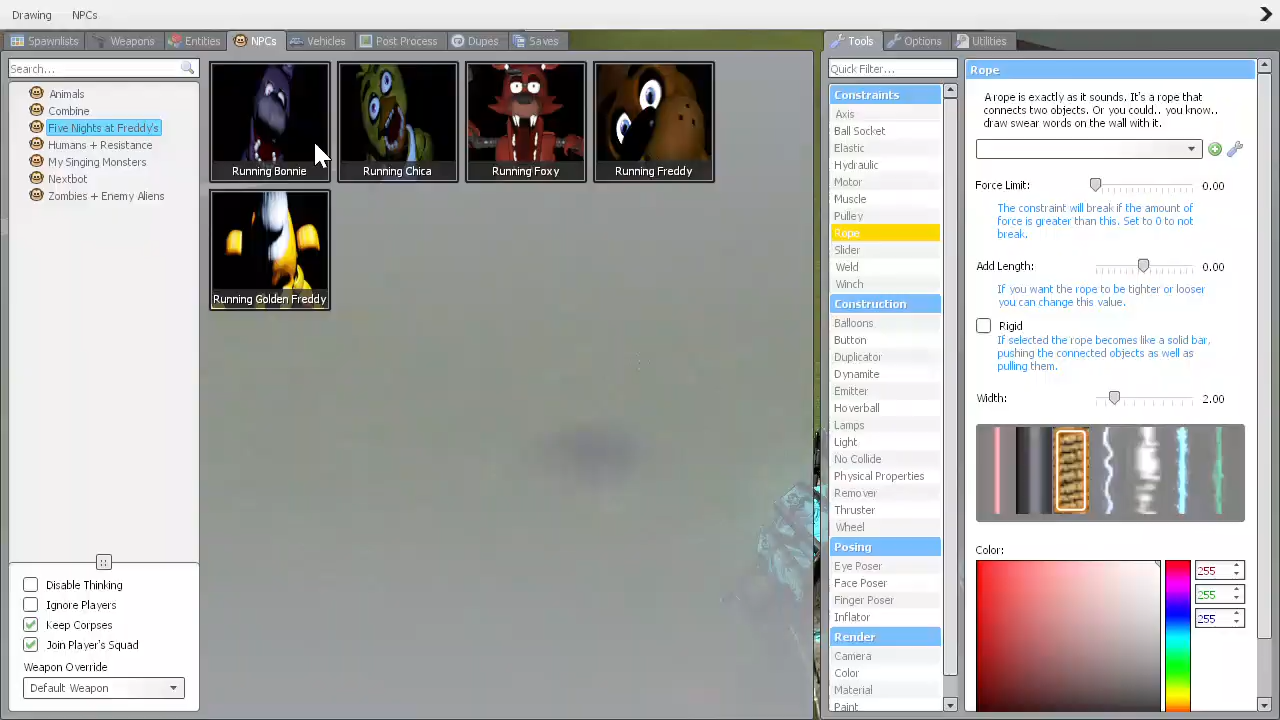 Drawing NPCs
Spawnlists Weapons Entities NPCs Vehicles Post Process Dupes Saves
Search...
Animals
Combine
Five Nights at Freddy's
Humans + Resistance
My Singing Monsters
Nextbot
Zombies + Enemy Aliens
Running Bonnie
Running Chica
Running Foxy
Running Freddy
Running Golden Freddy
Disable Thinking
Ignore Players
Keep Corpses
Join Player's Squad
Weapon Override
Default Weapon
Tools Options Utilities
Quick Filter...
Constraints
Axis
Ball Socket
Elastic
Hydraulic
Motor
Muscle
Pulley
Rope
Slider
Weld
Winch
Construction
Balloons
Button
Duplicator
Dynamite
Emitter
Hoverball
Lamps
Light
No Collide
Physical Properties
Remover
Thruster
Wheel
Posing
Eye Poser
Face Poser
Finger Poser
Inflator
Render
Camera
Color
Material
Paint
Rope
A rope is exactly as it sounds. It's a rope that
connects two objects. Or you could.. you know..
draw swear words on the wall with it.
Force Limit: 0.00
The constraint will break if the amount of
force is greater than this. Set to 0 to not
break.
Add Length: 0.00
If you want the rope to be tighter or looser
you can change this value.
Rigid
If selected the rope becomes like a solid bar,
pushing the connected objects as well as
pulling them.
Width: 2.00
Color:
255
255
255